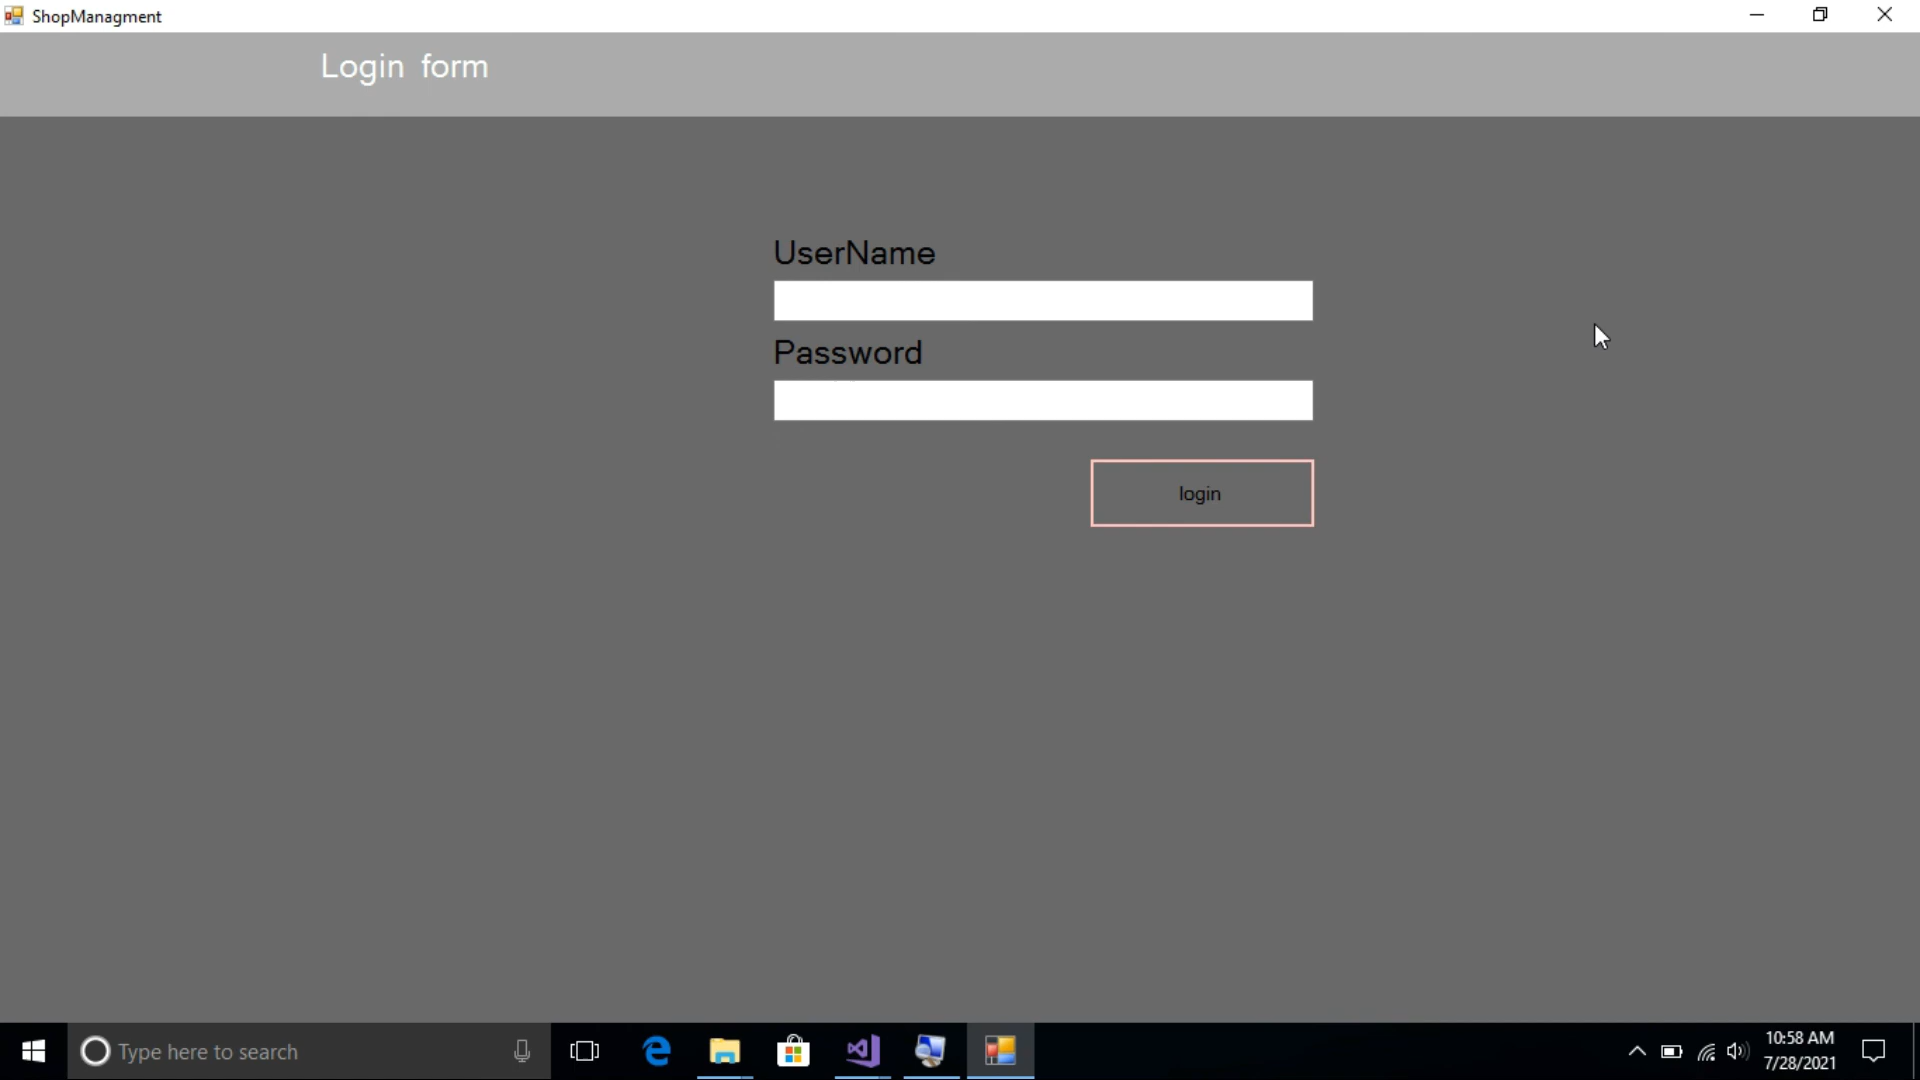 ShopManagment
Login form
UserName
Password
login
Type here to search
10:58 AM
7/28/2021